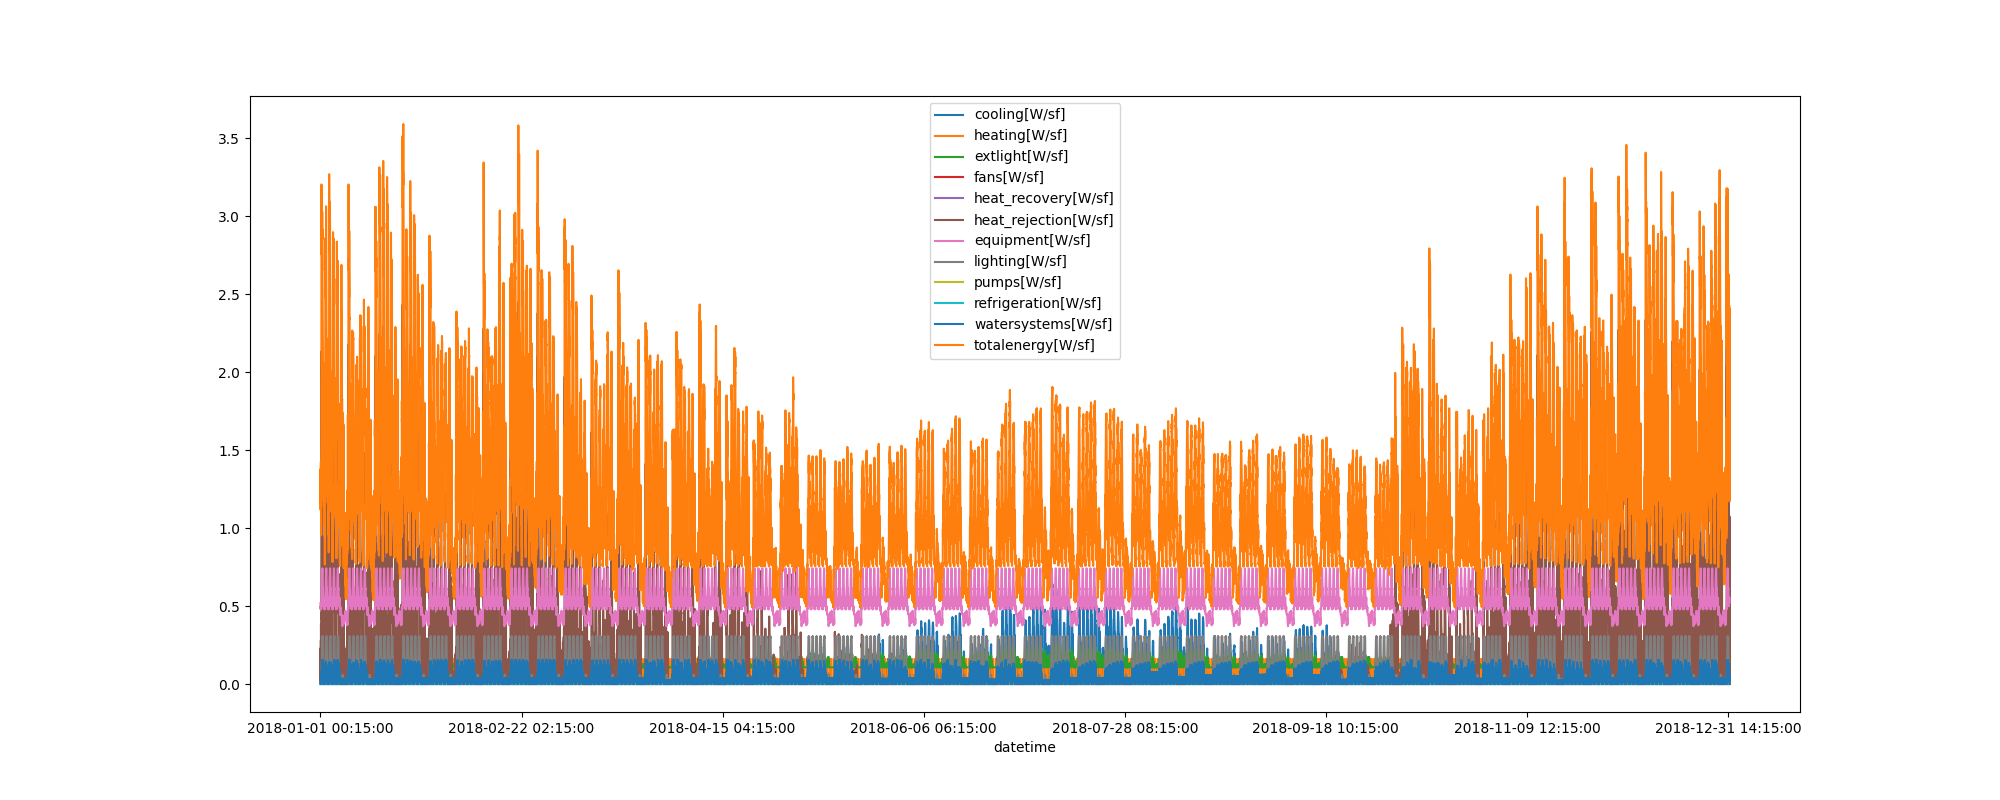 3.5
3.0
2.5
2.0
1.5
1.0
0.5
0.0
cooling[W/sf]
heating[W/sf]
extlight[W/sf]
fans[W/sf]
heat_recovery[W/sf]
heat_rejection[W/sf]
equipment[W/sf]
lighting[W/sf]
pumps[W/sf]
refrigeration[W/sf]
watersystems[W/sf]
totalenergy[W/sf]
2018-01-01 00:15:00
2018-02-22 02:15:00
2018-04-15 04:15:00
2018-06-06 06:15:00
2018-07-28 08:15:00
2018-09-18 10:15:00
2018-11-09 12:15:00
2018-12-31 14:15:00
datetime